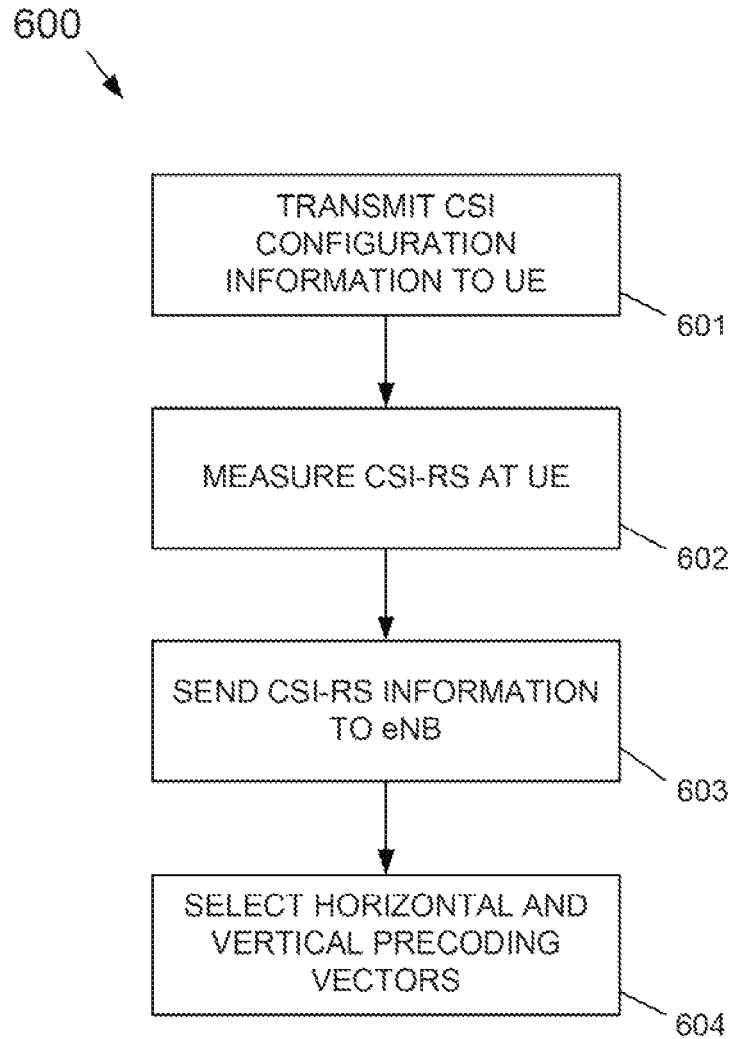 600
TRANSMIT CSI
CONFIGURATION
INFORMATION TO UE
601
MEASURE CSI-RS AT UE
602
SEND CSI-RS INFORMATION
TO eNB
603
SELECT HORIZONTAL AND
VERTICAL PRECODING
VECTORS
604